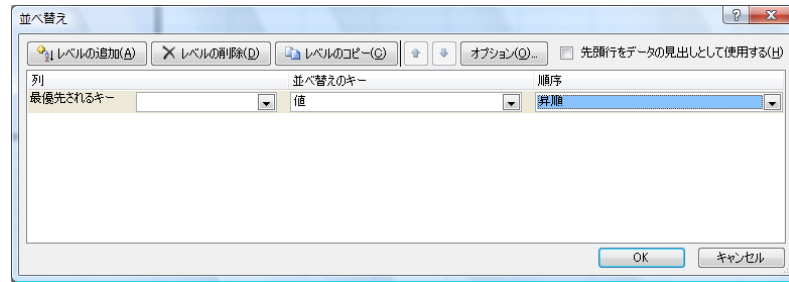 並べ替え
レベルの追加(A) レベルの削除(D) レベルのコピー(C) オプション(O)... 先頭行をデータの見出しとして使用する(H)
列 並べ替えのキー 順序
最優先されるキー 値 昇順
OK キャンセル